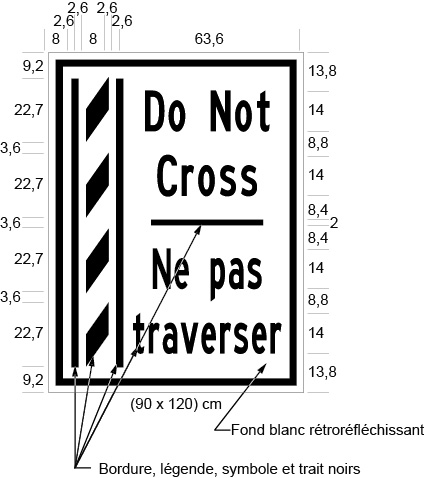 2,6 2,6
2,6 2,6
8 8 63,6
9,2
22,7
3,6
22,7
3,6
22,7
3,6
22,7
9,2
Do Not
Cross
Ne pas
traverser
13,8
14
8,8
14
8,4
2
8,4
14
8,8
14
13,8
(90 x 120) cm
Fond blanc rétroréfléchissant
Bordure, légende, symbole et trait noirs